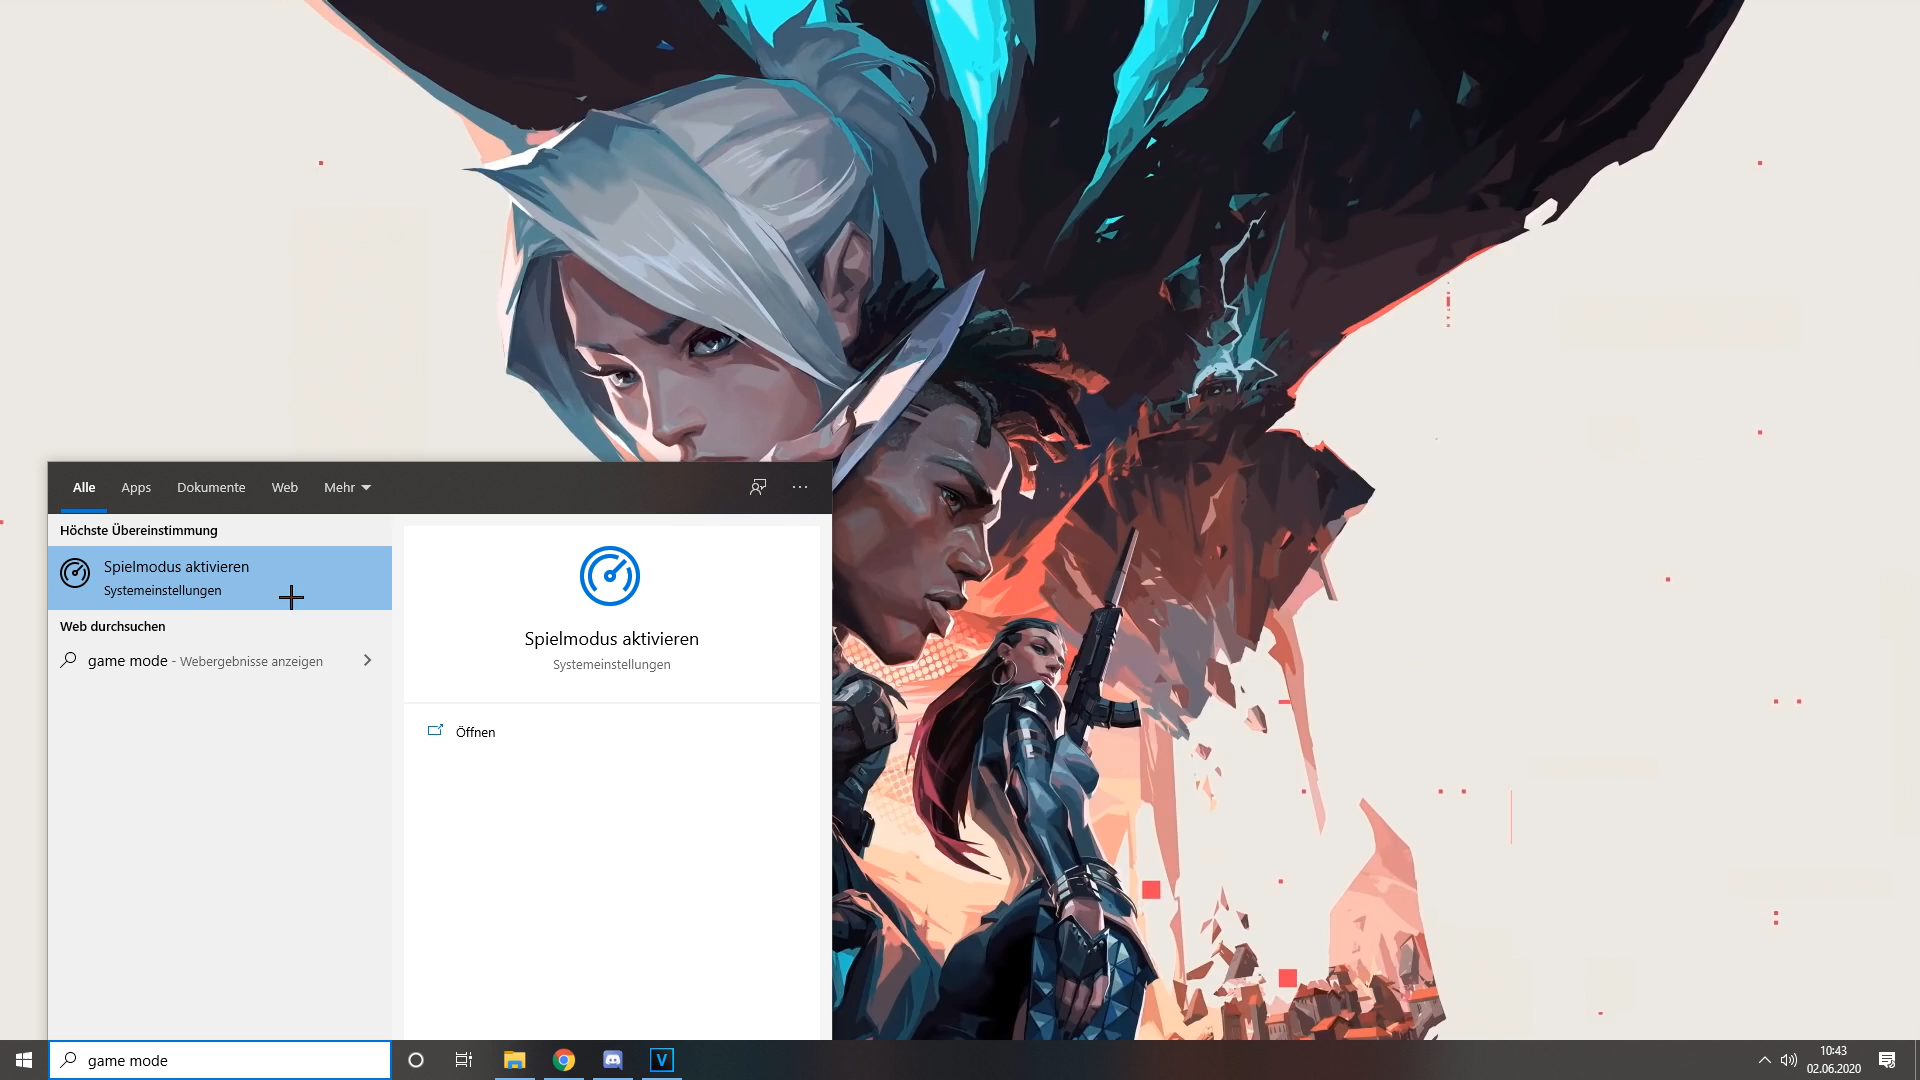 Alle Apps Dokumente Web Mehr
Höchste Übereinstimmung
Spielmodus aktivieren
Systemeinstellungen
Web durchsuchen
game mode - Webergebnisse anzeigen
Spielmodus aktivieren
Systemeinstellungen
Öffnen
game mode
V
10:43
02.06.2020